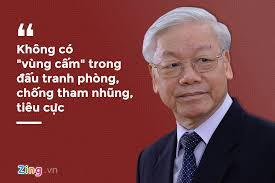 “
Không có
"vùng cấm" trong
đấu tranh phòng,
chống tham nhũng,
tiêu cực
Zing.vn